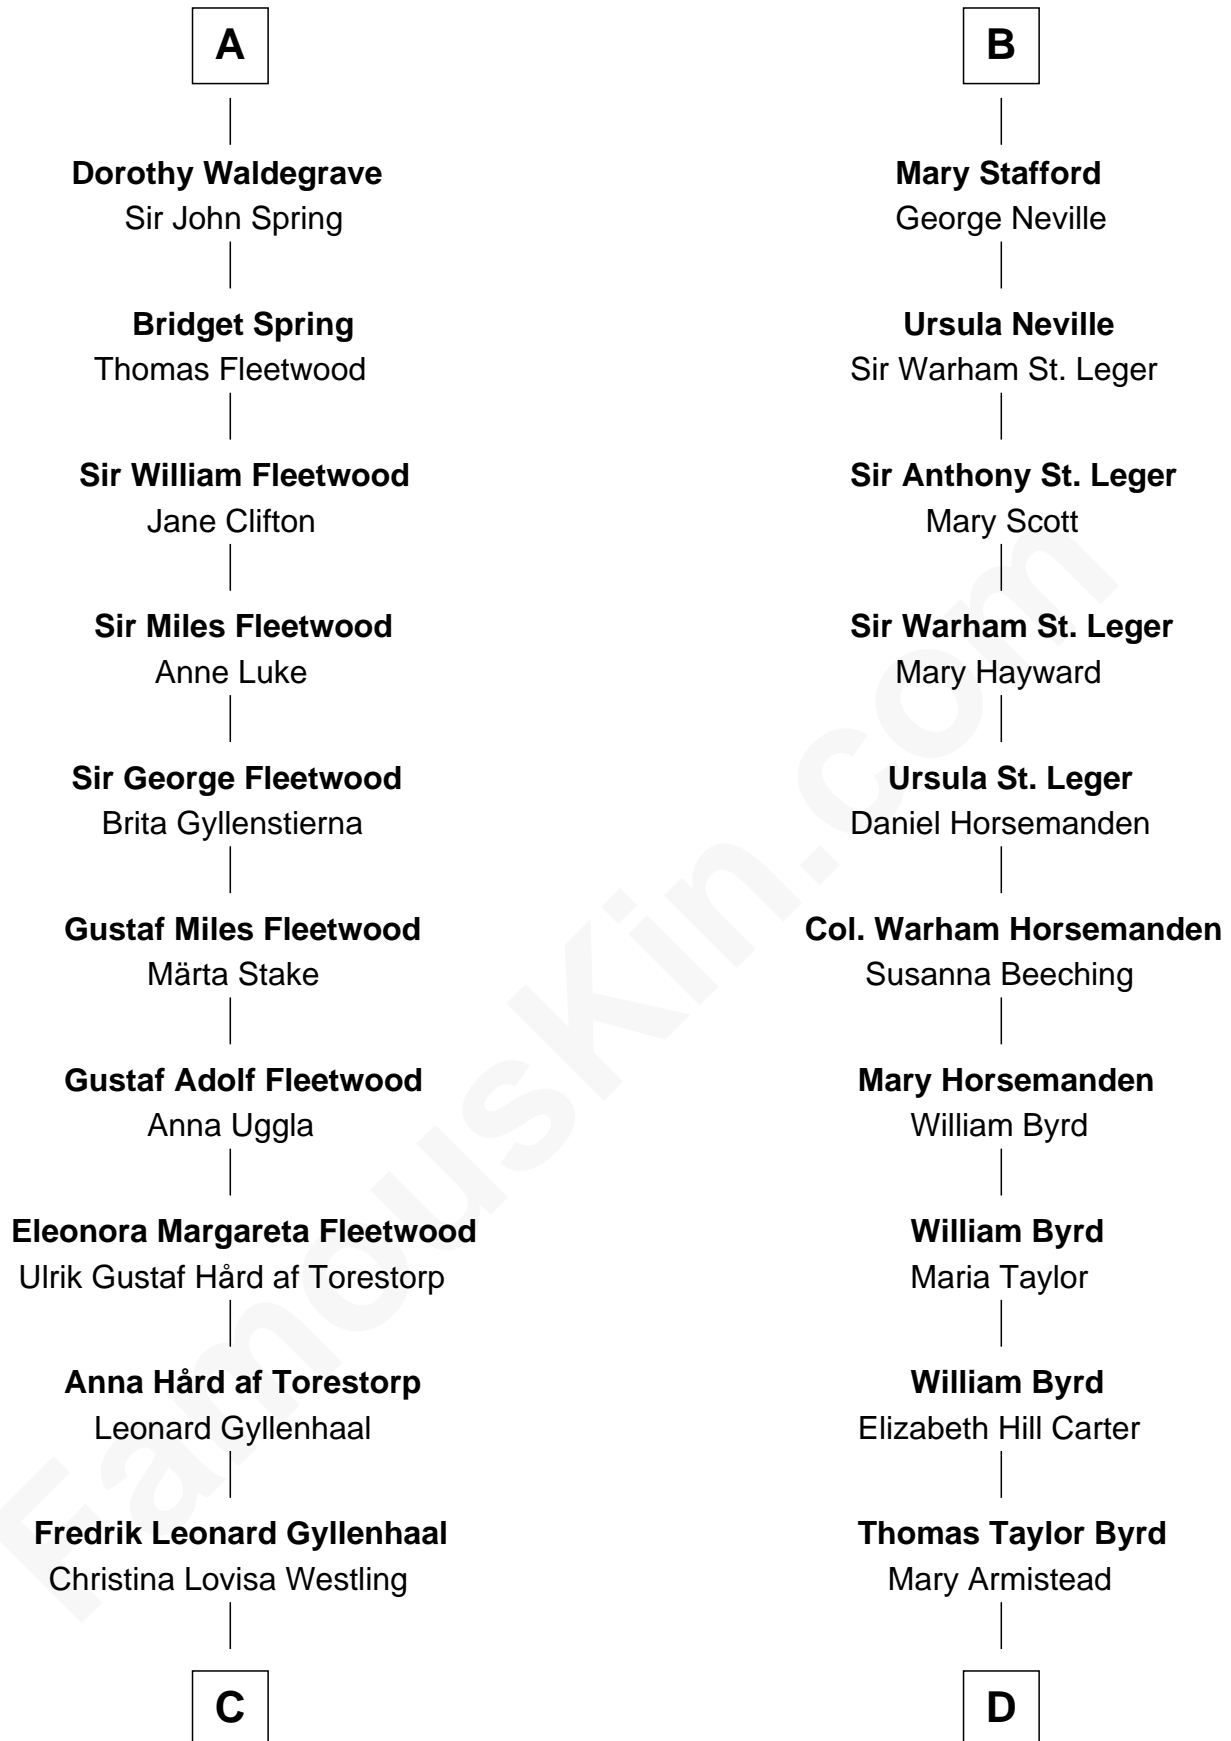 A
Dorothy Waldegrave
Sir John Spring
Bridget Spring
Thomas Fleetwood
Sir William Fleetwood
Jane Clifton
Sir Miles Fleetwood
Anne Luke
Sir George Fleetwood
Brita Gyllenstierna
Gustaf Miles Fleetwood
Märta Stake
Gustaf Adolf Fleetwood
Anna Uggla
Eleonora Margareta Fleetwood
Ulrik Gustaf Hård af Torestorp
Anna Hård af Torestorp
Leonard Gyllenhaal
Fredrik Leonard Gyllenhaal
Christina Lovisa Westling
C
B
Mary Stafford
George Neville
Ursula Neville
Sir Warham St. Leger
Sir Anthony St. Leger
Mary Scott
Sir Warham St. Leger
Mary Hayward
Ursula St. Leger
Daniel Horsemanden
Col. Warham Horsemanden
Susanna Beeching
Mary Horsemanden
William Byrd
William Byrd
Maria Taylor
William Byrd
Elizabeth Hill Carter
Thomas Taylor Byrd
Mary Armistead
D
FamousKin.com